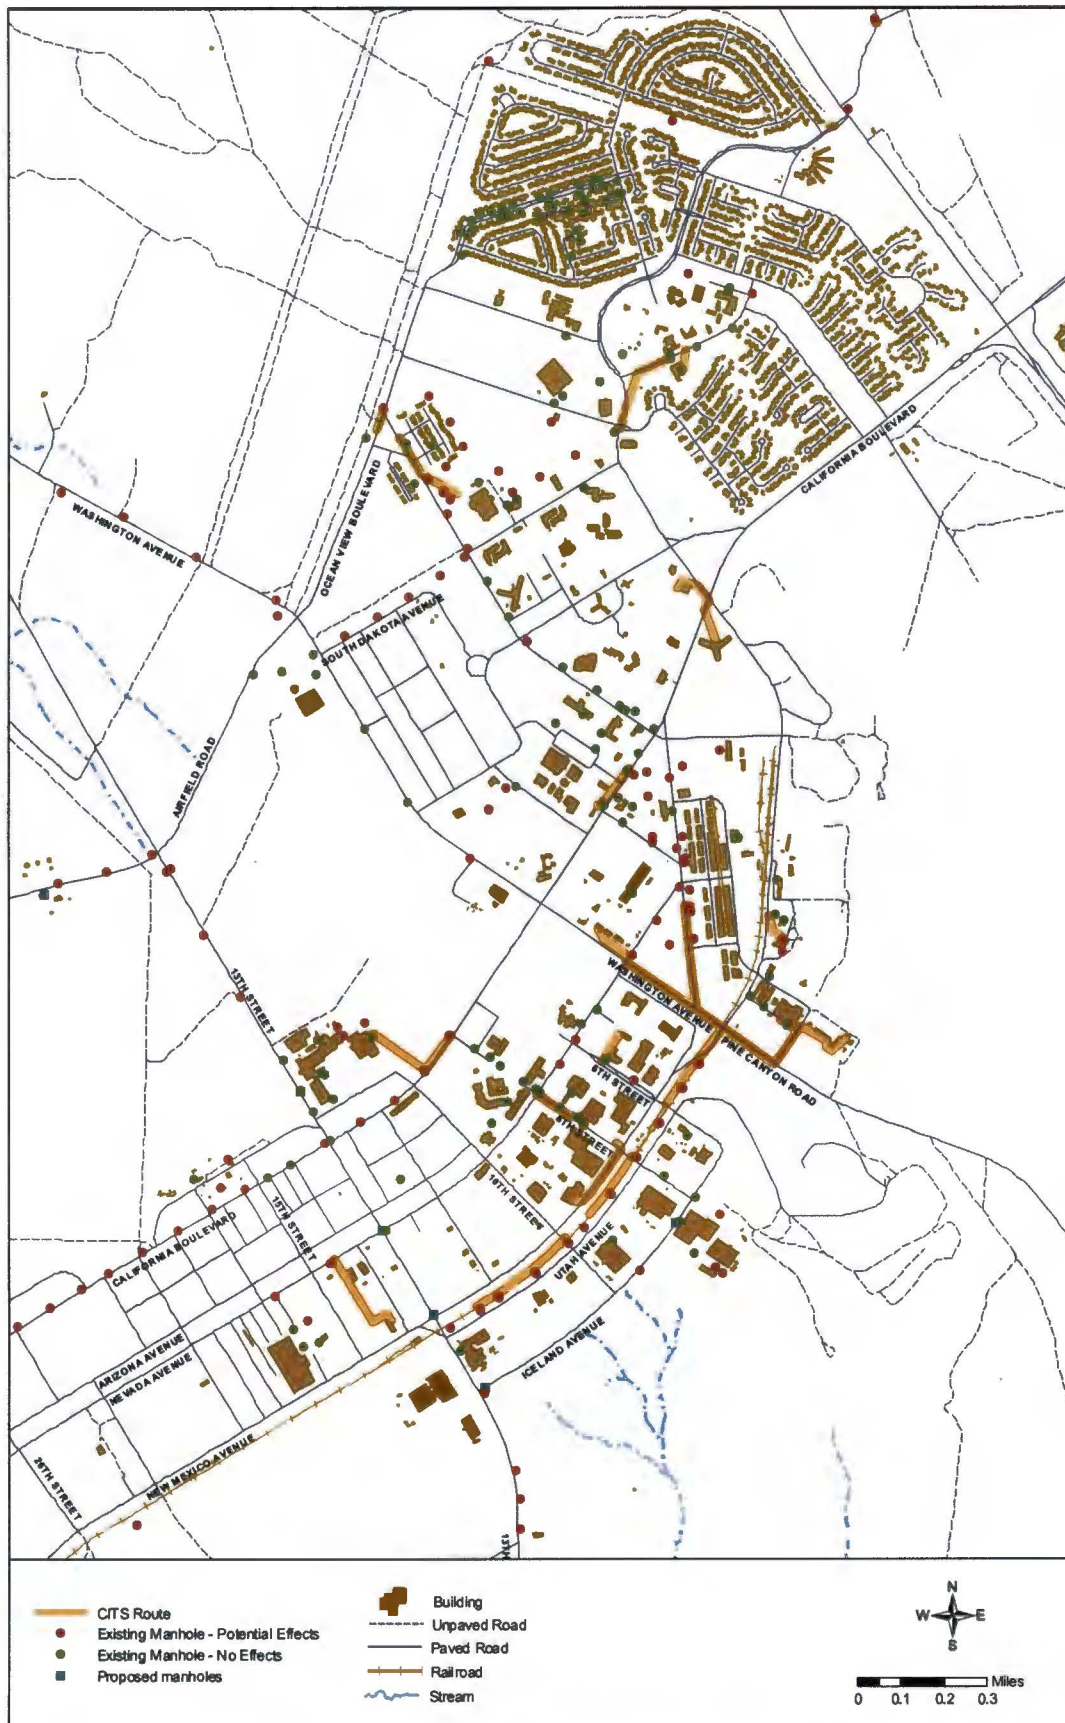 CALIFORNIA BOULEVARD
OCEAN VIEW BOULEVARD
WASHINGTON AVENUE
SOUTH DAKOTA AVENUE
AIRFIELD ROAD
13TH STREET
WASHINGTON AVENUE
PINE CANYON ROAD
6TH STREET
8TH STREET
10TH STREET
15TH STREET
CALIFORNIA BOULEVARD
UTAH AVENUE
ICELAND AVENUE
ARIZONA AVENUE
NEVADA AVENUE
NEW MEXICO AVENUE
26TH STREET
13TH
CITS Route
Existing Manhole - Potential Effects
Existing Manhole - No Effects
Proposed manholes
Building
Unpaved Road
Paved Road
Railroad
Stream
N
W E
S
Miles
0 0.1 0.2 0.3